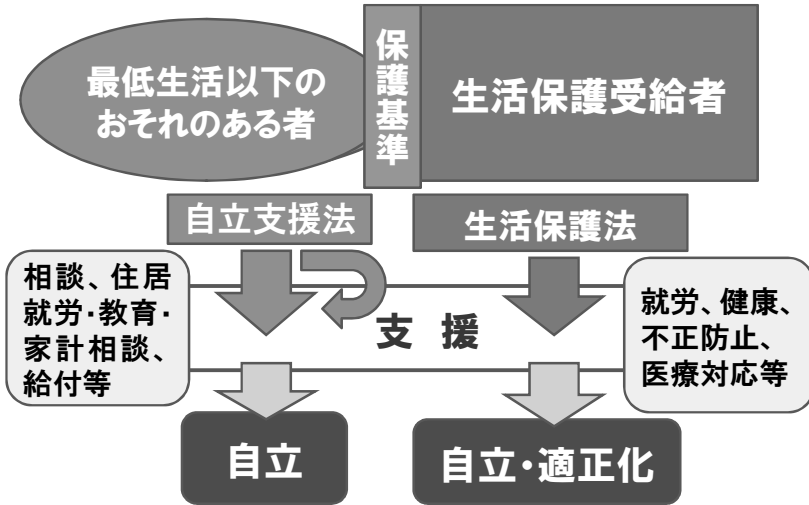 最低生活以下の
おそれのある者
保護基準
生活保護受給者
自立支援法
生活保護法
相談、住居
就労・教育・
家計相談、
給付等
支援
就労、健康、
不正防止、
医療対応等
自立
自立・適正化